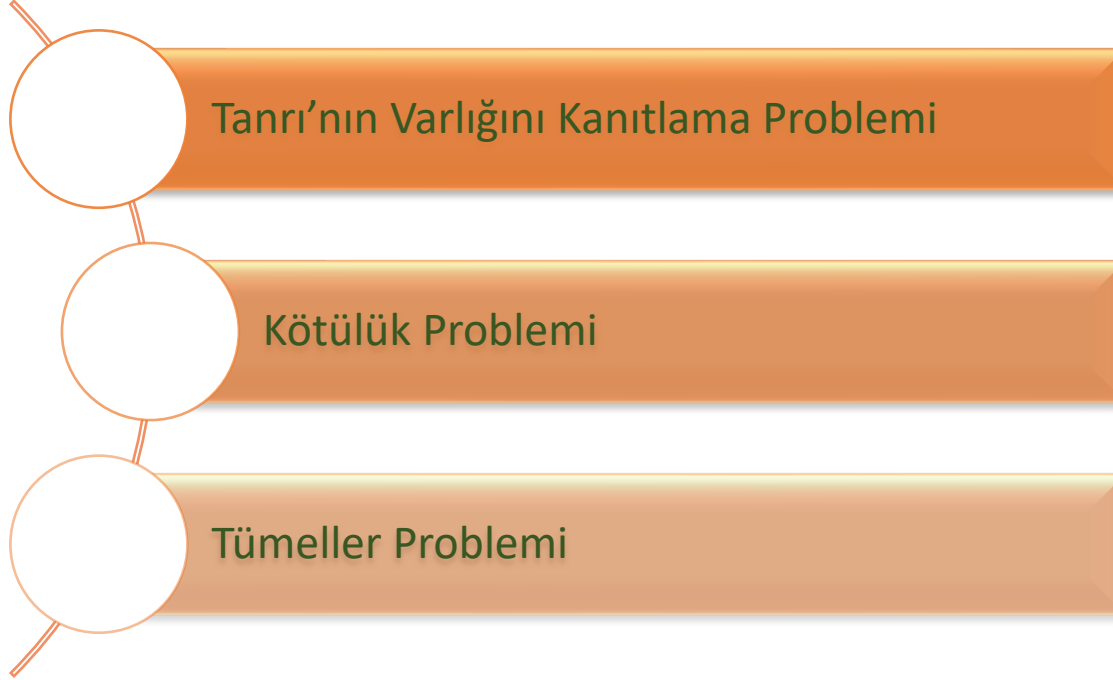 Tanrı’nın Varlığını Kanıtlama Problemi
Kötülük Problemi
Tümeller Problemi